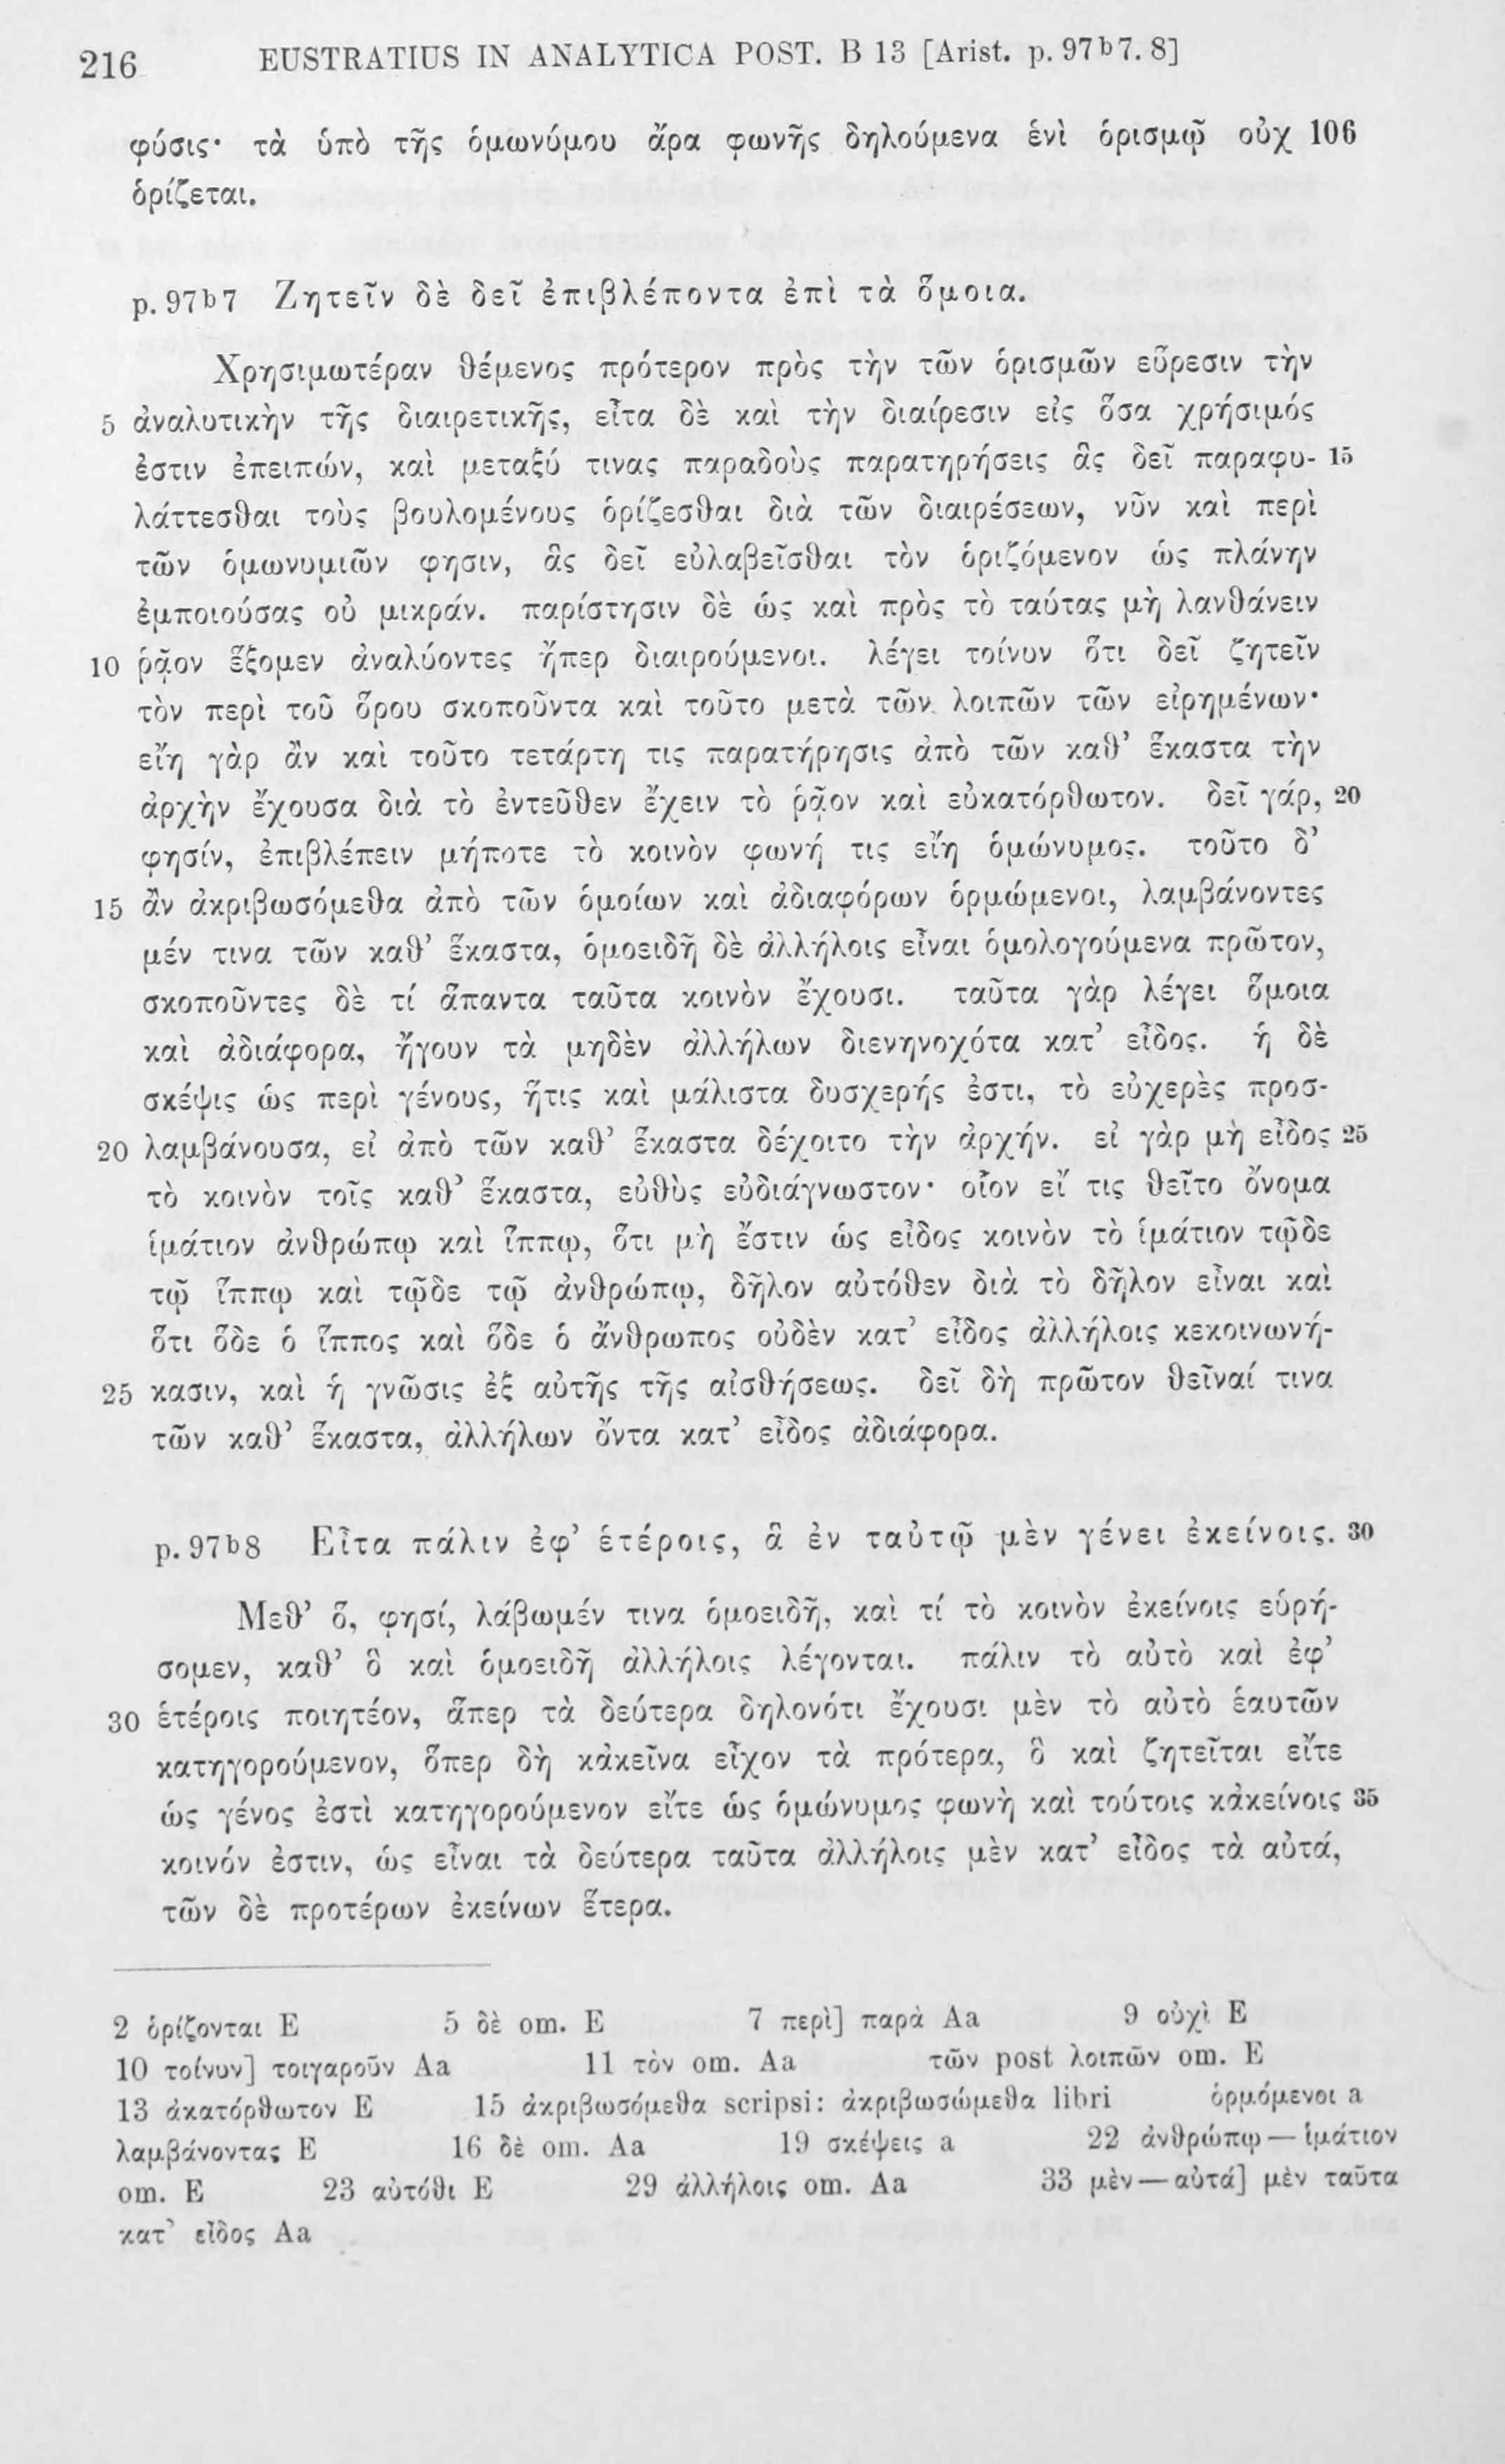 216 EUSTRATIUS IN ANALYTICA POST. B 13 [Arist. p. 97b7. 8]
φύσις· τὰ ὑπὸ τῆς ὁμωνύμου ἄρα φωνῆς δηλούμενα ἑνὶ ὁρισμῷ οὐχ 106
ὁρίζεται.
p. 97b7 Ζητεῖν δὲ δεῖ ἐπιβλέποντα ἐπὶ τὰ ὅμοια.
Χρησιμωτέραν θέμενος πρότερον πρὸς τὴν τῶν ὁρισμῶν εὕρεσιν τὴν
5 ἀναλυτικὴν τῆς διαιρετικῆς, εἶτα δὲ καὶ τὴν διαίρεσιν εἰς ὅσα χρήσιμός
ἐστιν ἐπειπών, καὶ μεταξύ τινας παραδοὺς παρατηρήσεις ἃς δεῖ παραφυ- 15
λάττεσθαι τοὺς βουλομένους ὁρίζεσθαι διὰ τῶν διαιρέσεων, νῦν καὶ περὶ
τῶν ὁμωνυμιῶν φησιν, ἃς δεῖ εὐλαβεῖσθαι τὸν ὁριζόμενον ὡς πλάνην
ἐμποιούσας οὐ μικράν. παρίστησιν δὲ ὡς καὶ πρὸς τὸ ταύτας μὴ λανθάνειν
10 ῥᾷον ἕξομεν ἀναλύοντες ἤπερ διαιρούμενοι. λέγει τοίνυν ὅτι δεῖ ζητεῖν
τὸν περὶ τοῦ ὅρου σκοποῦντα καὶ τοῦτο μετὰ τῶν λοιπῶν τῶν εἰρημένων·
εἴη γὰρ ἂν καὶ τοῦτο τετάρτη τις παρατήρησις ἀπὸ τῶν καθ’ ἕκαστα τὴν
ἀρχὴν ἔχουσα διὰ τὸ ἐντεῦθεν ἔχειν τὸ ῥᾷον καὶ εὐκατόρθωτον. δεῖ γάρ, 20
φησίν, ἐπιβλέπειν μήποτε τὸ κοινὸν φωνή τις εἴη ὁμώνυμος. τοῦτο δ’
15 ἂν ἀκριβωσόμεθα ἀπὸ τῶν ὁμοίων καὶ ἀδιαφόρων ὁρμώμενοι, λαμβάνοντες
μέν τινα τῶν καθ’ ἕκαστα, ὁμοειδῆ δὲ ἀλλήλοις εἶναι ὁμολογούμενα πρῶτον,
σκοποῦντες δὲ τί ἅπαντα ταῦτα κοινὸν ἔχουσι. ταῦτα γὰρ λέγει ὅμοια
καὶ ἀδιάφορα, ἤγουν τὰ μηδὲν ἀλλήλων διενηνοχότα κατ’ εἶδος. ἡ δὲ
σκέψις ὡς περὶ γένους, ἥτις καὶ μάλιστα δυσχερής ἐστι, τὸ εὐχερὲς προσ-
20 λαμβάνουσα, εἰ ἀπὸ τῶν καθ’ ἕκαστα δέχοιτο τὴν ἀρχήν. εἰ γὰρ μὴ εἶδος 25
τὸ κοινὸν τοῖς καθ’ ἕκαστα, εὐθὺς εὐδιάγνωστον· οἷον εἴ τις θεῖτο ὄνομα
ἱμάτιον ἀνθρώπῳ καὶ ἵππῳ, ὅτι μὴ ἔστιν ὡς εἶδος κοινὸν τὸ ἱμάτιον τῷδε
τῷ ἵππῳ καὶ τῷδε τῷ ἀνθρώπῳ, δῆλον αὐτόθεν διὰ τὸ δῆλον εἶναι καὶ
ὅτι ὅδε ὁ ἵππος καὶ ὅδε ὁ ἄνθρωπος οὐδὲν κατ’ εἶδος ἀλλήλοις κεκοινωνή-
25 κασιν, καὶ ἡ γνῶσις ἐξ αὐτῆς τῆς αἰσθήσεως. δεῖ δὴ πρῶτον θεῖναί τινα
τῶν καθ’ ἕκαστα, ἀλλήλων ὄντα κατ’ εἶδος ἀδιάφορα.
p. 97b8 Εἶτα πάλιν ἐφ’ ἑτέροις, ἃ ἐν ταὐτῷ μὲν γένει ἐκείνοις. 30
Μεθ’ ὅ, φησί, λάβωμέν τινα ὁμοειδῆ, καὶ τί τὸ κοινὸν ἐκείνοις εὑρή-
σομεν, καθ’ ὃ καὶ ὁμοειδῆ ἀλλήλοις λέγονται. πάλιν τὸ αὐτὸ καὶ ἐφ’
30 ἑτέροις ποιητέον, ἅπερ τὰ δεύτερα δηλονότι ἔχουσι μὲν τὸ αὐτὸ ἑαυτῶν
κατηγορούμενον, ὅπερ δὴ κἀκεῖνα εἶχον τὰ πρότερα, ὃ καὶ ζητεῖται εἴτε
ὡς γένος ἐστὶ κατηγορούμενον εἴτε ὡς ὁμώνυμος φωνὴ καὶ τούτοις κἀκείνοις 35
κοινόν ἐστιν, ὡς εἶναι τὰ δεύτερα ταῦτα ἀλλήλοις μὲν κατ’ εἶδος τὰ αὐτά,
τῶν δὲ προτέρων ἐκείνων ἕτερα.
2 ὁρίζονται E 5 δὲ om. E 7 περὶ] παρὰ Aa 9 οὐχὶ E
10 τοίνυν] τοιγαροῦν Aa 11 τὸν om. Aa τῶν post λοιπῶν om. E
13 ἀκατόρθωτον E 15 ἀκριβωσόμεθα scripsi: ἀκριβωσώμεθα libri ὁρμόμενοι a
λαμβάνοντας E 16 δὲ om. Aa 19 σκέψεις a 22 ἀνθρώπῳ — ἱμάτιον
om. E 23 αὐτόθι E 29 ἀλλήλοις om. Aa 33 μὲν — αὐτά] μὲν ταῦτα
κατ’ εἶδος Aa